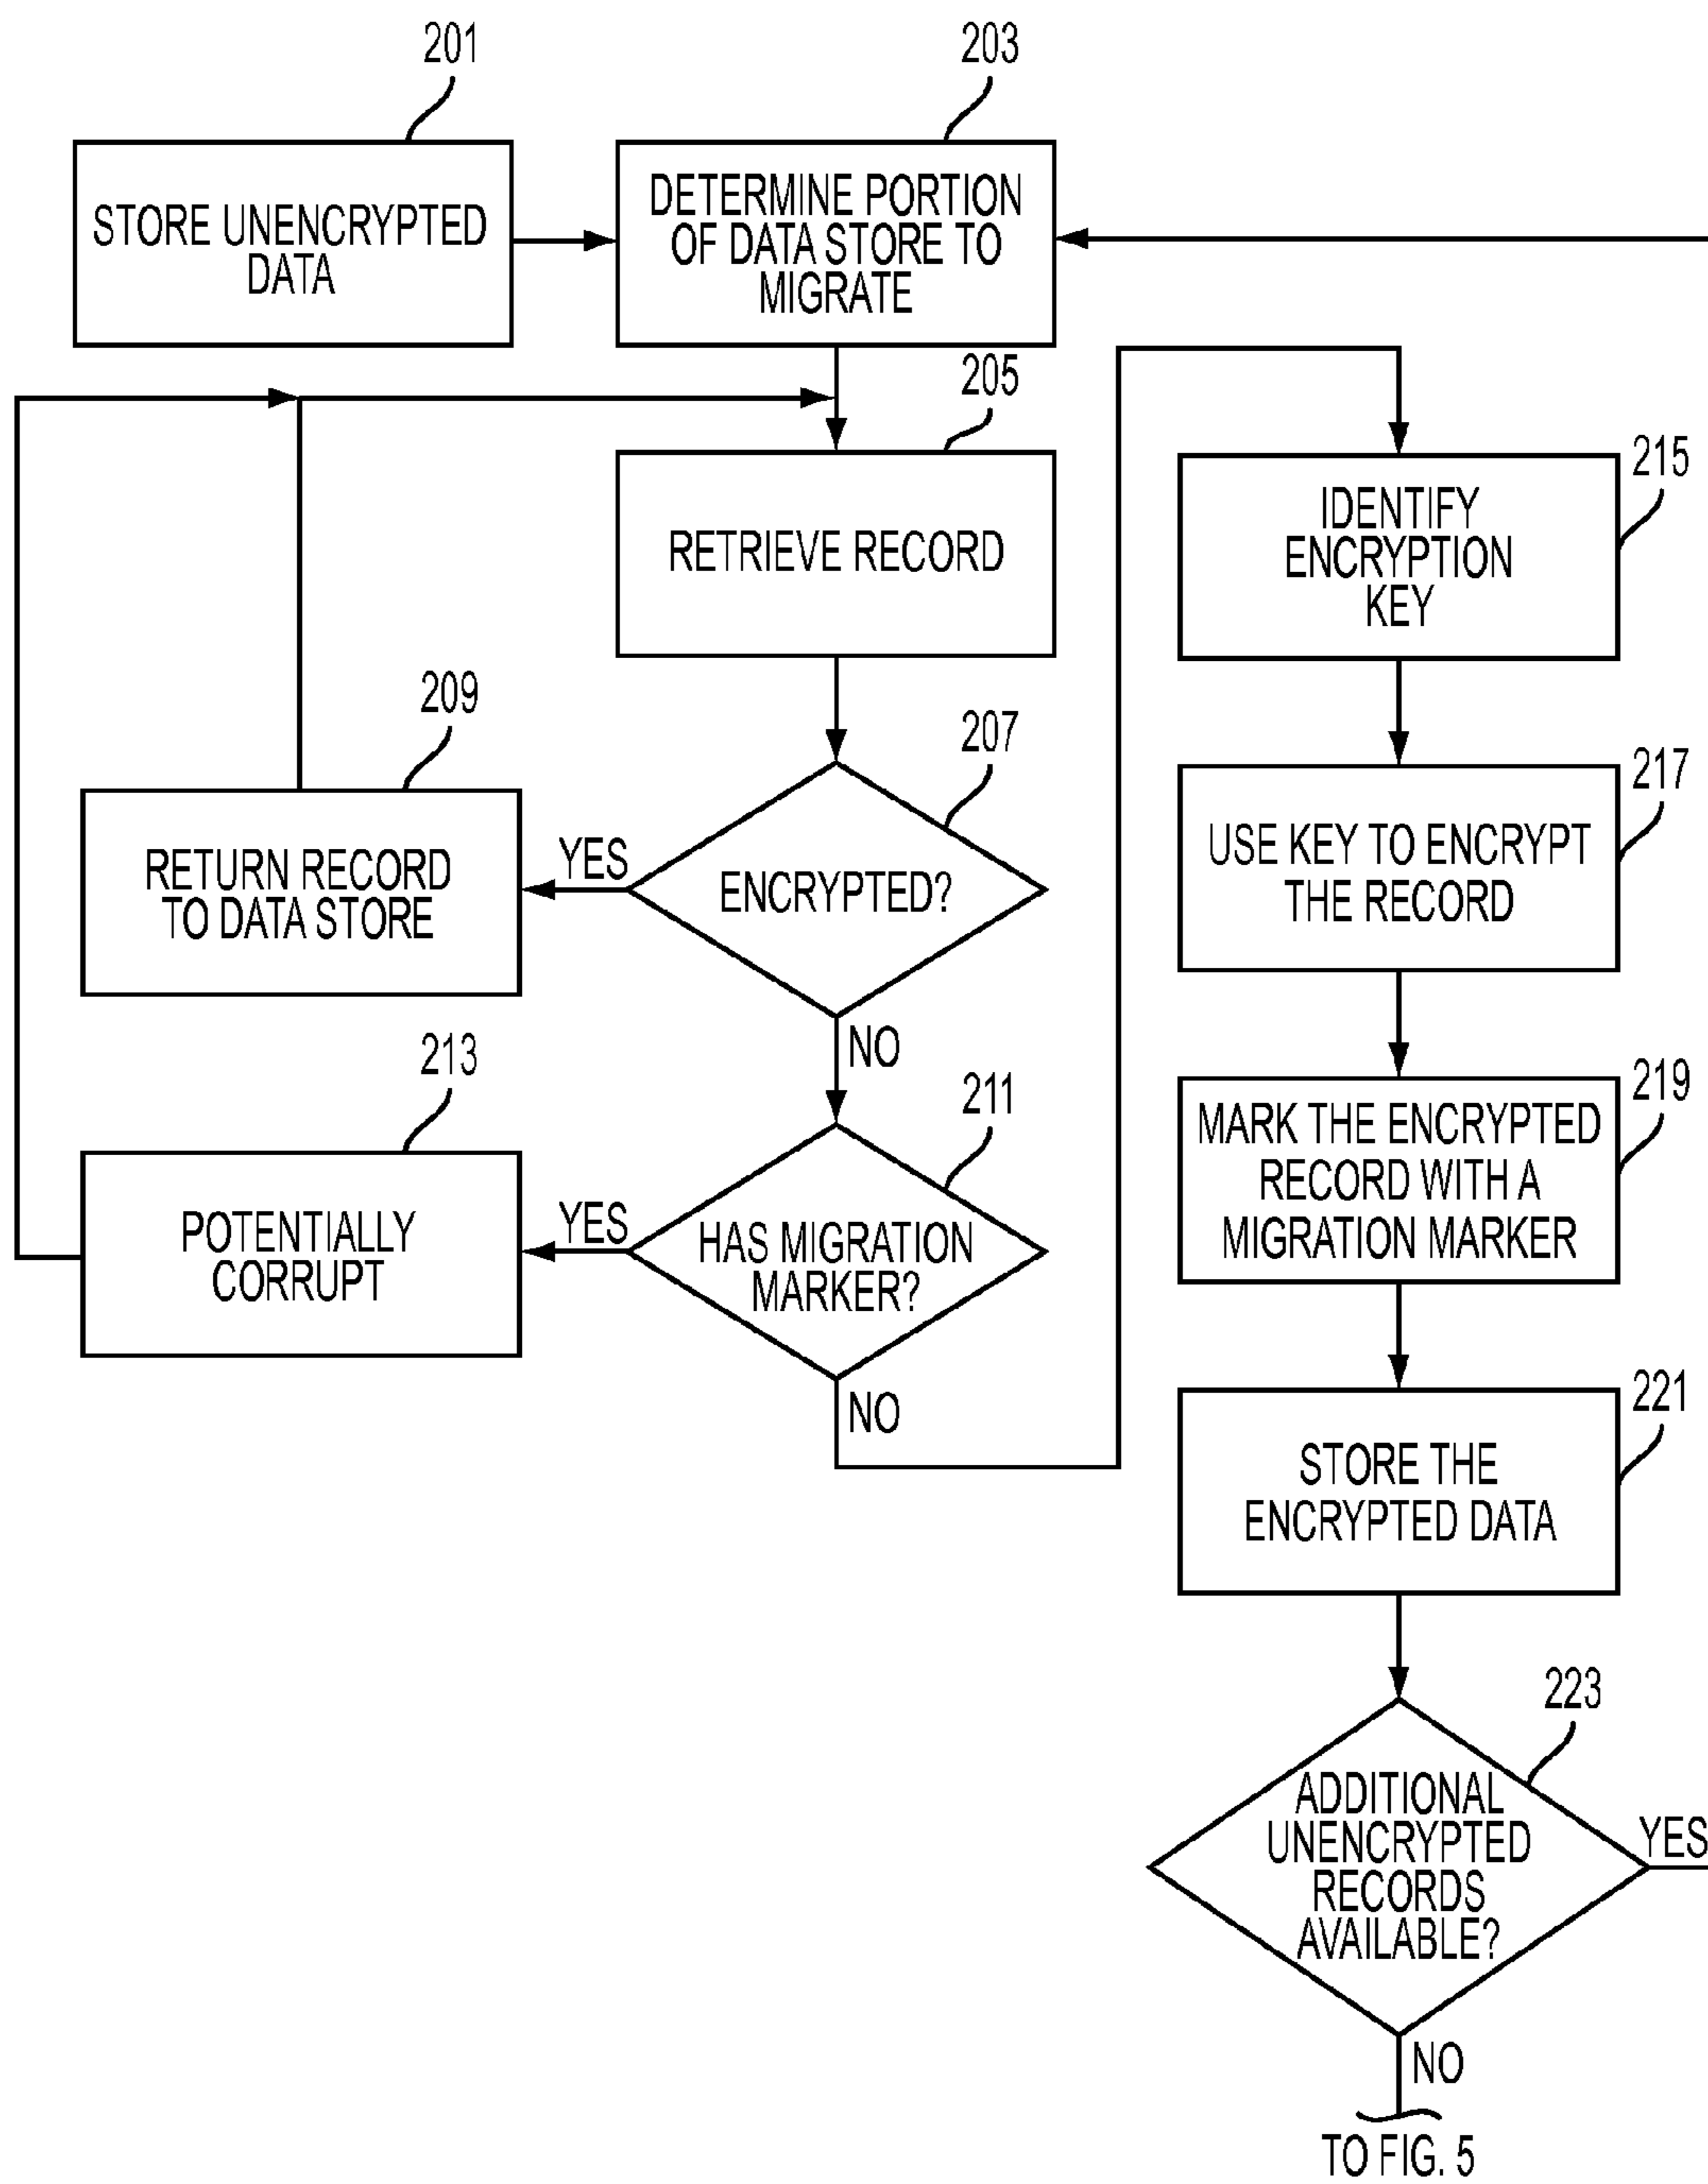 201
203
STORE UNENCRYPTED
DATA
DETERMINE PORTION
OF DATA STORE TO
MIGRATE
205
RETRIEVE RECORD
207
209
ENCRYPTED?
YES
NO
RETURN RECORD
TO DATA STORE
211
213
HAS MIGRATION
MARKER?
YES
NO
POTENTIALLY
CORRUPT
215
IDENTIFY
ENCRYPTION
KEY
217
USE KEY TO ENCRYPT
THE RECORD
219
MARK THE ENCRYPTED
RECORD WITH A
MIGRATION MARKER
221
STORE THE
ENCRYPTED DATA
223
ADDITIONAL
UNENCRYPTED
RECORDS
AVAILABLE?
YES
NO
TO FIG. 5